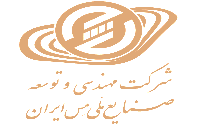 شرکت مهندسی و توسعه
صنایع ملی مس ایران